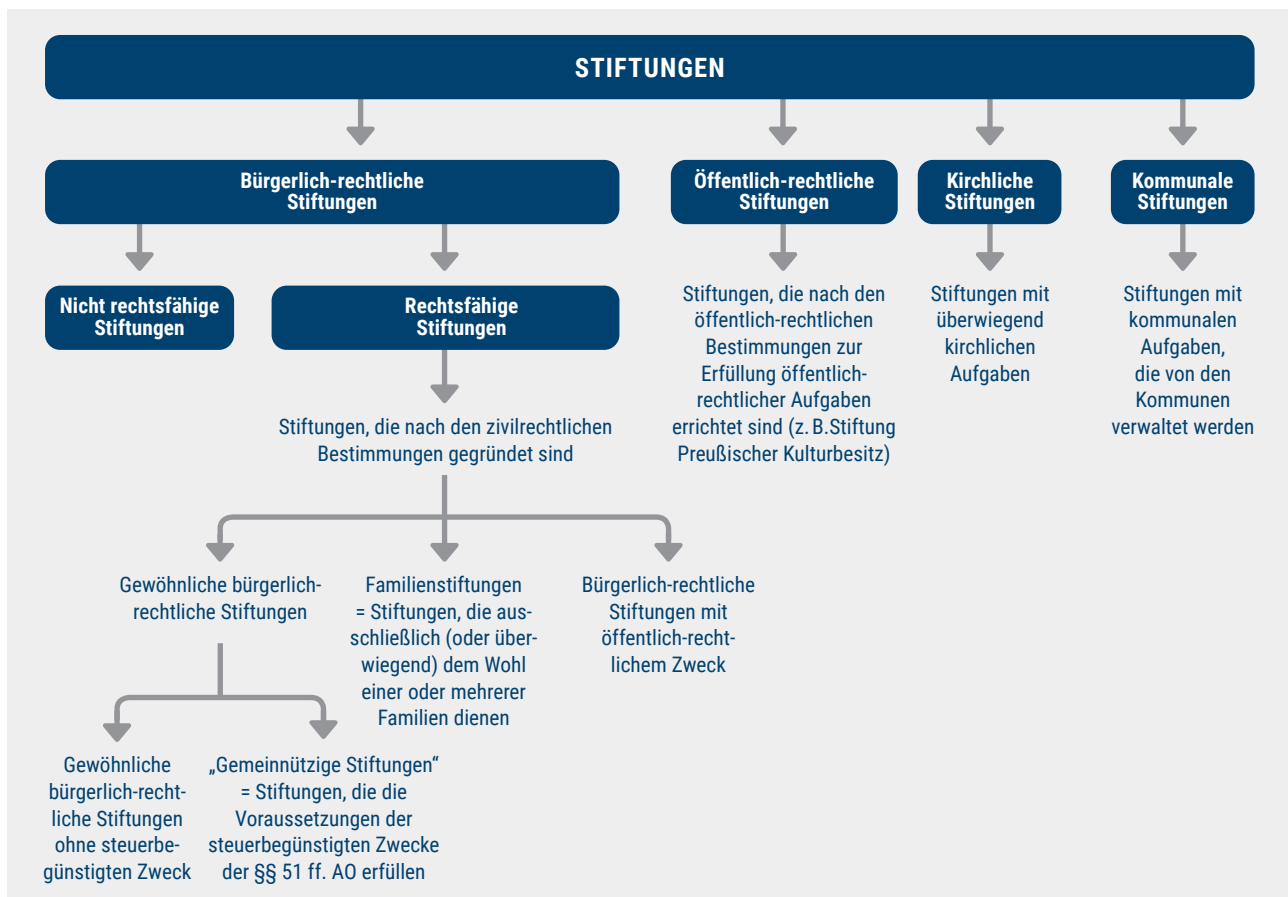 STIFTUNGEN
Bürgerlich-rechtliche
Stiftungen
Öffentlich-rechtliche
Stiftungen
Kirchliche
Stiftungen
Kommunale
Stiftungen
Nicht rechtsfähige
Stiftungen
Rechtsfähige
Stiftungen
Stiftungen, die nach den
öffentlich-rechtlichen
Bestimmungen zur
Erfüllung öffentlich-
rechtlicher Aufgaben
errichtet sind (z. B.Stiftung
Preußischer Kulturbesitz)
Stiftungen mit
überwiegend
kirchlichen
Aufgaben
Stiftungen mit
kommunalen
Aufgaben,
die von den
Kommunen
verwaltet werden
Stiftungen, die nach den zivilrechtlichen
Bestimmungen gegründet sind
Gewöhnliche bürgerlich-
rechtliche Stiftungen
Familienstiftungen
= Stiftungen, die aus-
schließlich (oder über-
wiegend) dem Wohl
einer oder mehrerer
Familien dienen
Bürgerlich-rechtliche
Stiftungen mit
öffentlich-recht-
lichem Zweck
Gewöhnliche
bürgerlich-recht-
liche Stiftungen
ohne steuerbe-
günstigten Zweck
„Gemeinnützige Stiftungen“
= Stiftungen, die die
Voraussetzungen der
steuerbegünstigten Zwecke
der §§ 51 ff. AO erfüllen